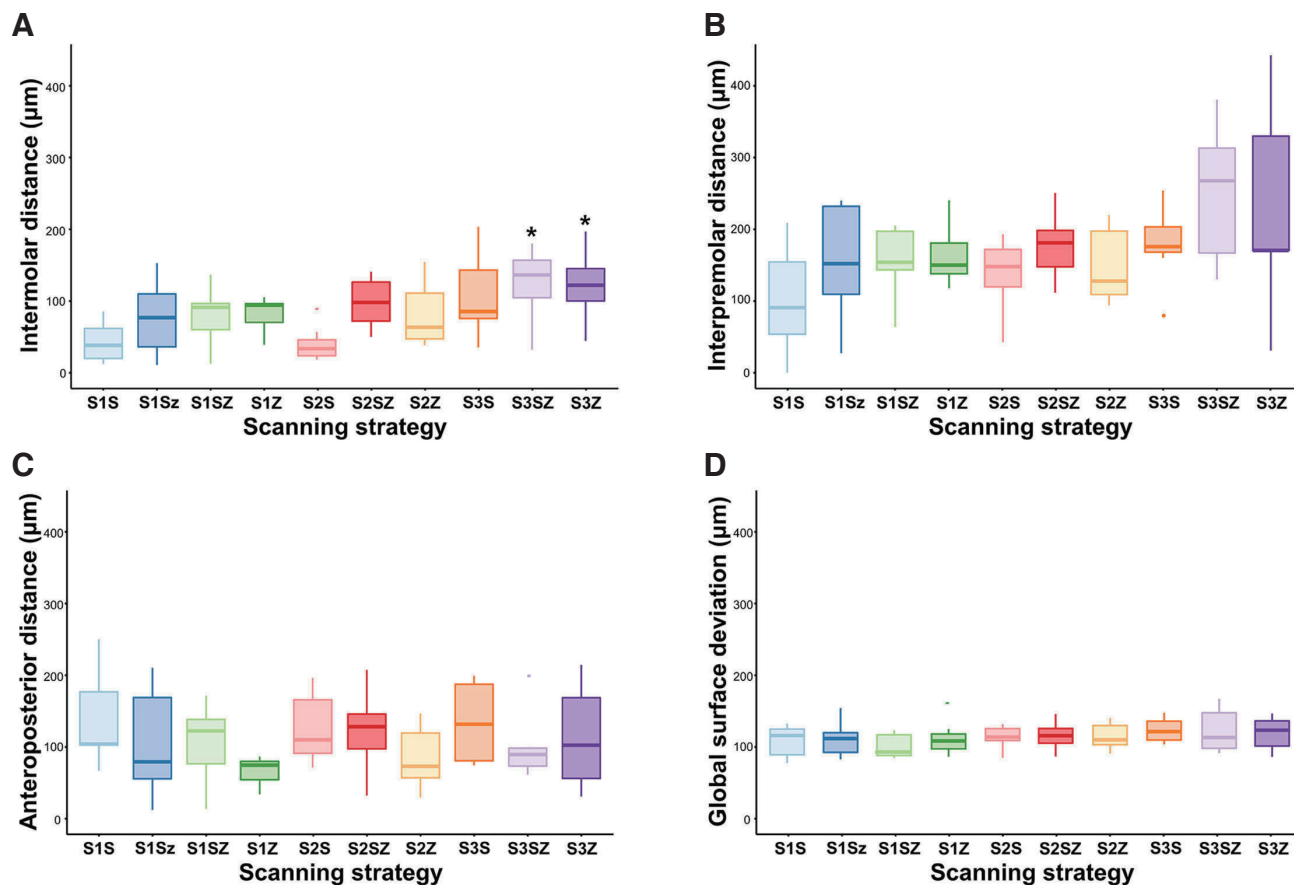 A
Intermolar distance (μm)
400
300
200
100
0
* *
S1S S1Sz S1SZ S1Z S2S S2SZ S2Z S3S S3SZ S3Z
Scanning strategy
B
Interpremolar distance (μm)
400
300
200
100
0
S1S S1Sz S1SZ S1Z S2S S2SZ S2Z S3S S3SZ S3Z
Scanning strategy
C
Anteroposterior distance (μm)
400
300
200
100
0
S1S S1Sz S1SZ S1Z S2S S2SZ S2Z S3S S3SZ S3Z
Scanning strategy
D
Global surface deviation (μm)
400
300
200
100
0
S1S S1Sz S1SZ S1Z S2S S2SZ S2Z S3S S3SZ S3Z
Scanning strategy